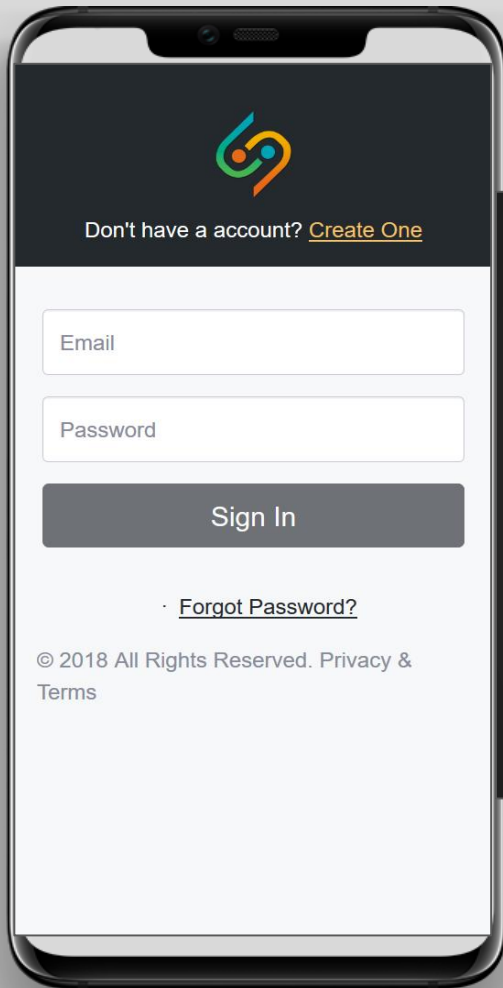 Don't have a account? Create One
Email
Password
Sign In
· Forgot Password?
© 2018 All Rights Reserved. Privacy &
Terms